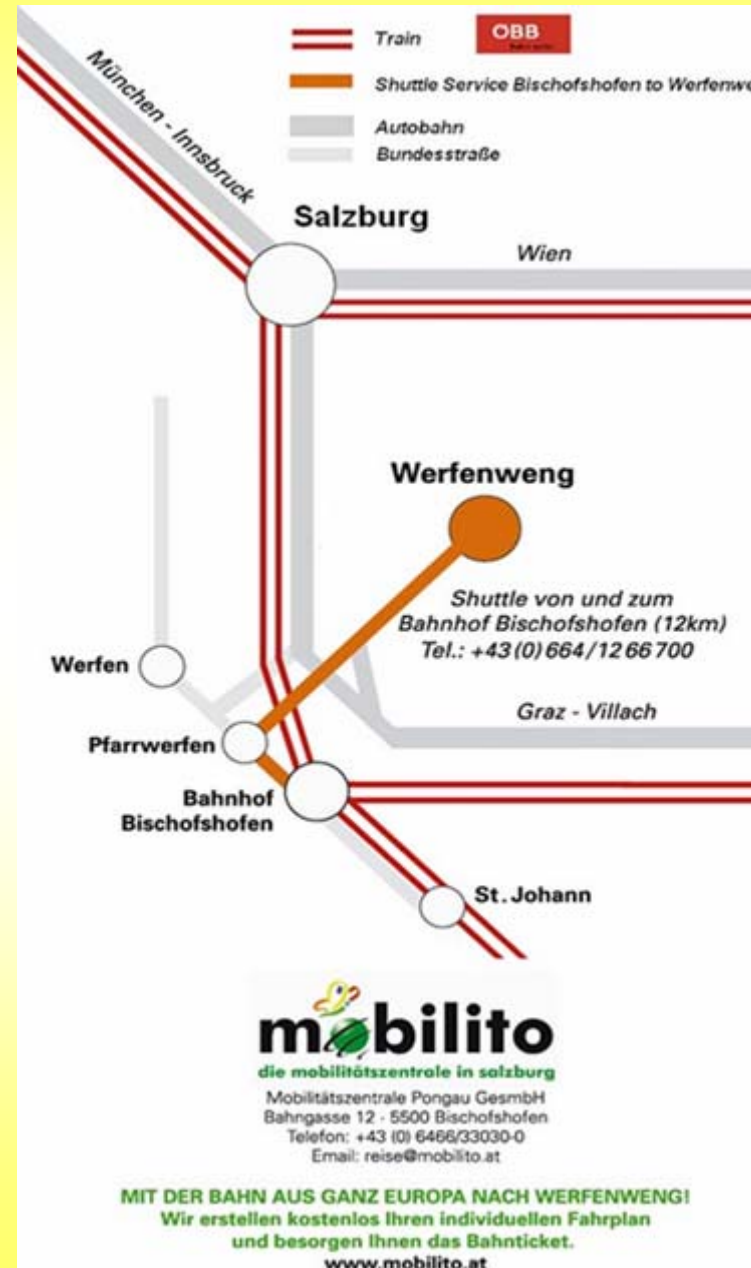 Train
ÖBB
Shuttle Service Bischofshofen to Werfenwe
Autobahn
Bundesstraße
München - Innsbruck
Salzburg
Wien
Werfenweng
Shuttle von und zum
Bahnhof Bischofshofen (12km)
Tel.: +43 (0) 664/12 66 700
Werfen
Graz - Villach
Pfarrwerfen
Bahnhof
Bischofshofen
St. Johann
mobilito
die mobilitätszentrale in salzburg
Mobilitätszentrale Pongau GesmbH
Bahngasse 12 - 5500 Bischofshofen
Telefon: +43 (0) 6466/33030-0
Email: reise@mobilito.at
MIT DER BAHN AUS GANZ EUROPA NACH WERFENWENG!
Wir erstellen kostenlos Ihren individuellen Fahrplan
und besorgen Ihnen das Bahnticket.
www.mobilito.at